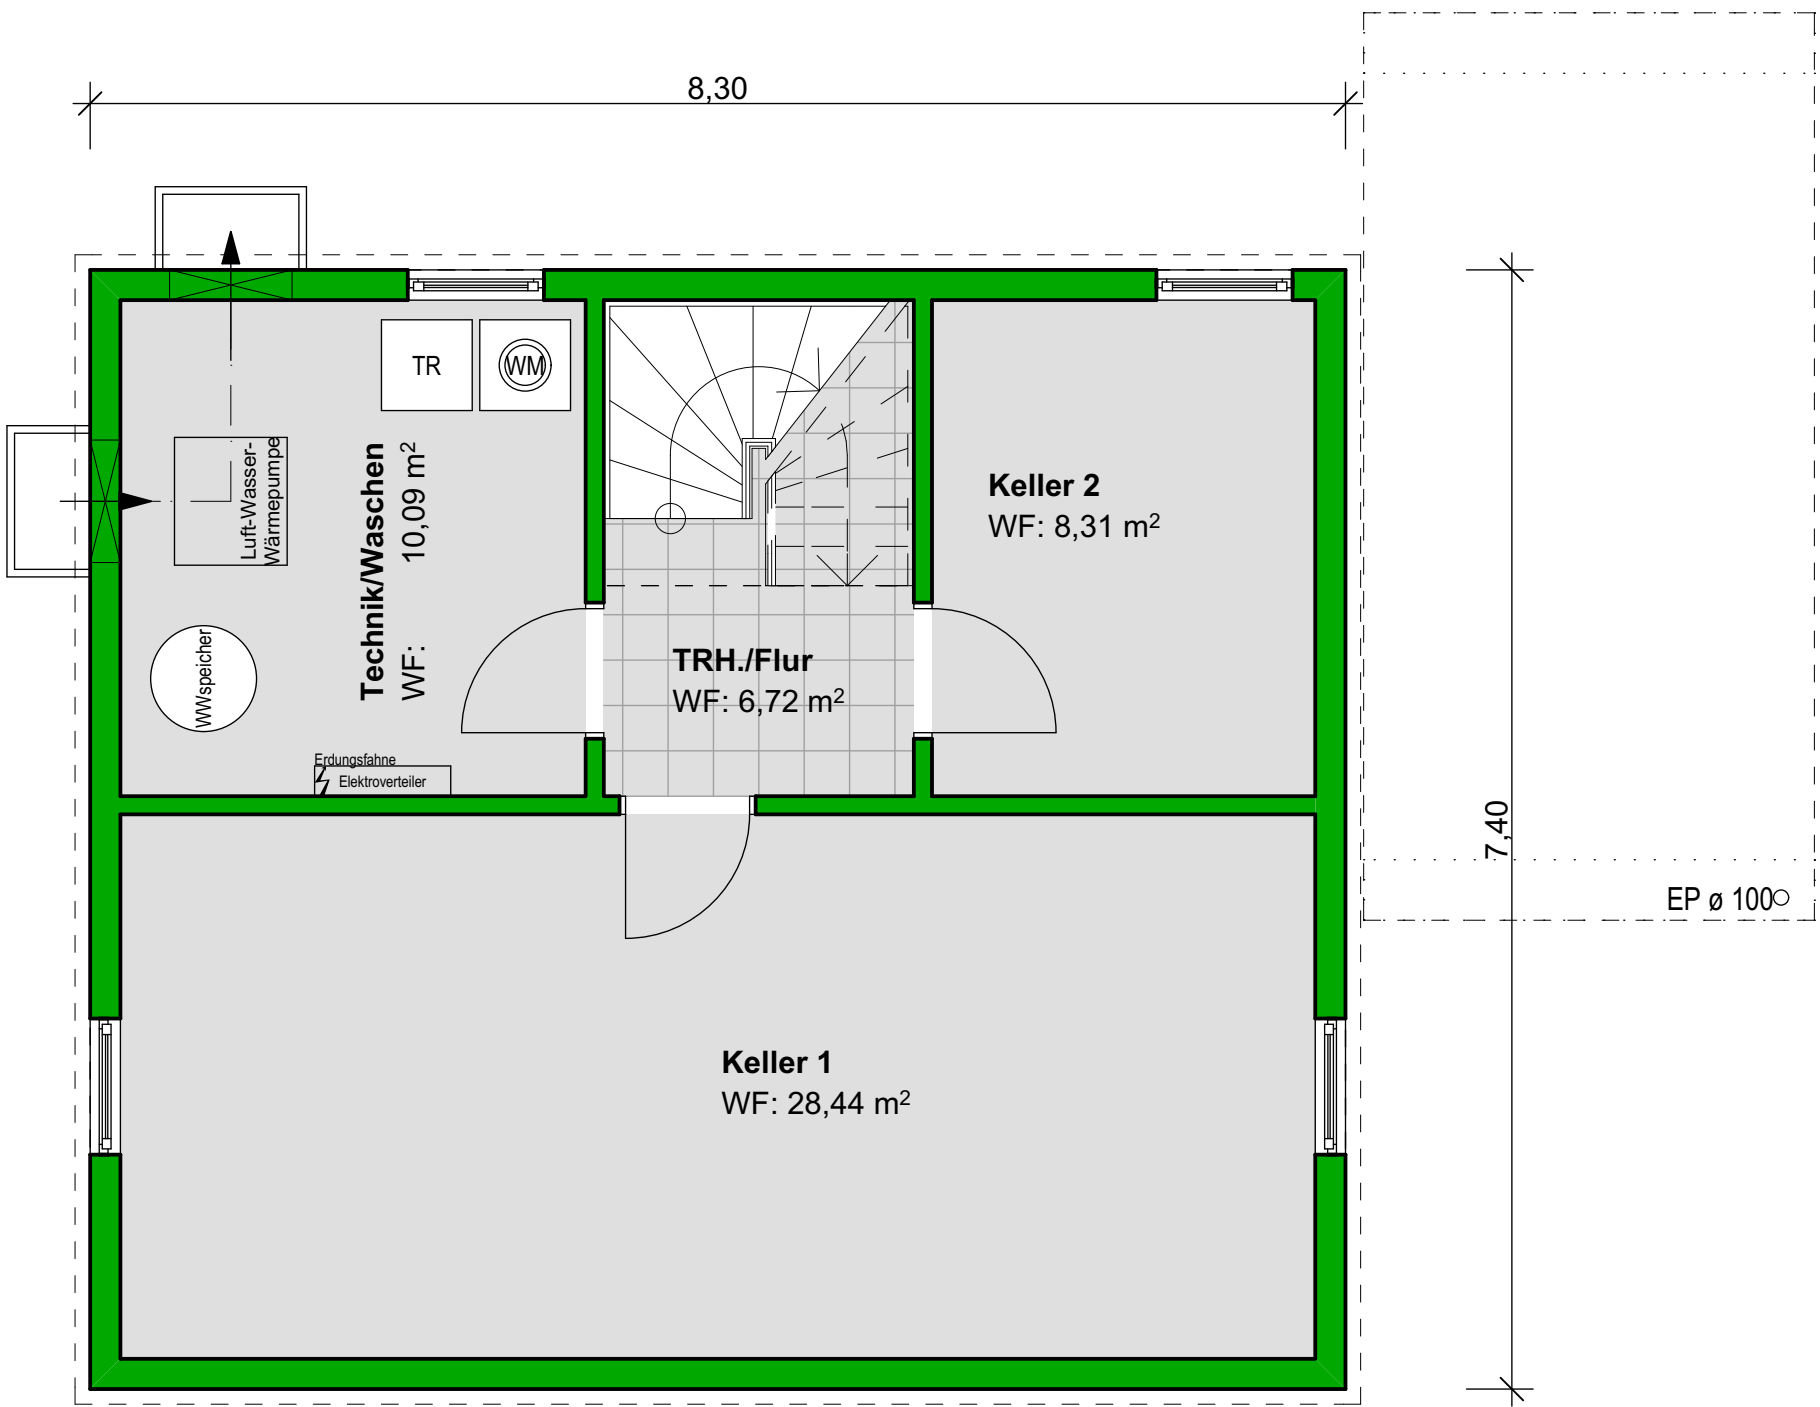 8,30
TR
WM
Luft-Wasser-
Wärmepumpe
Technik/Waschen
WF: 10,09 m²
Keller 2
WF: 8,31 m²
WWspeicher
TRH./Flur
WF: 6,72 m²
Erdungsfahne
Elektroverteiler
7,40
EP ø 100
Keller 1
WF: 28,44 m²